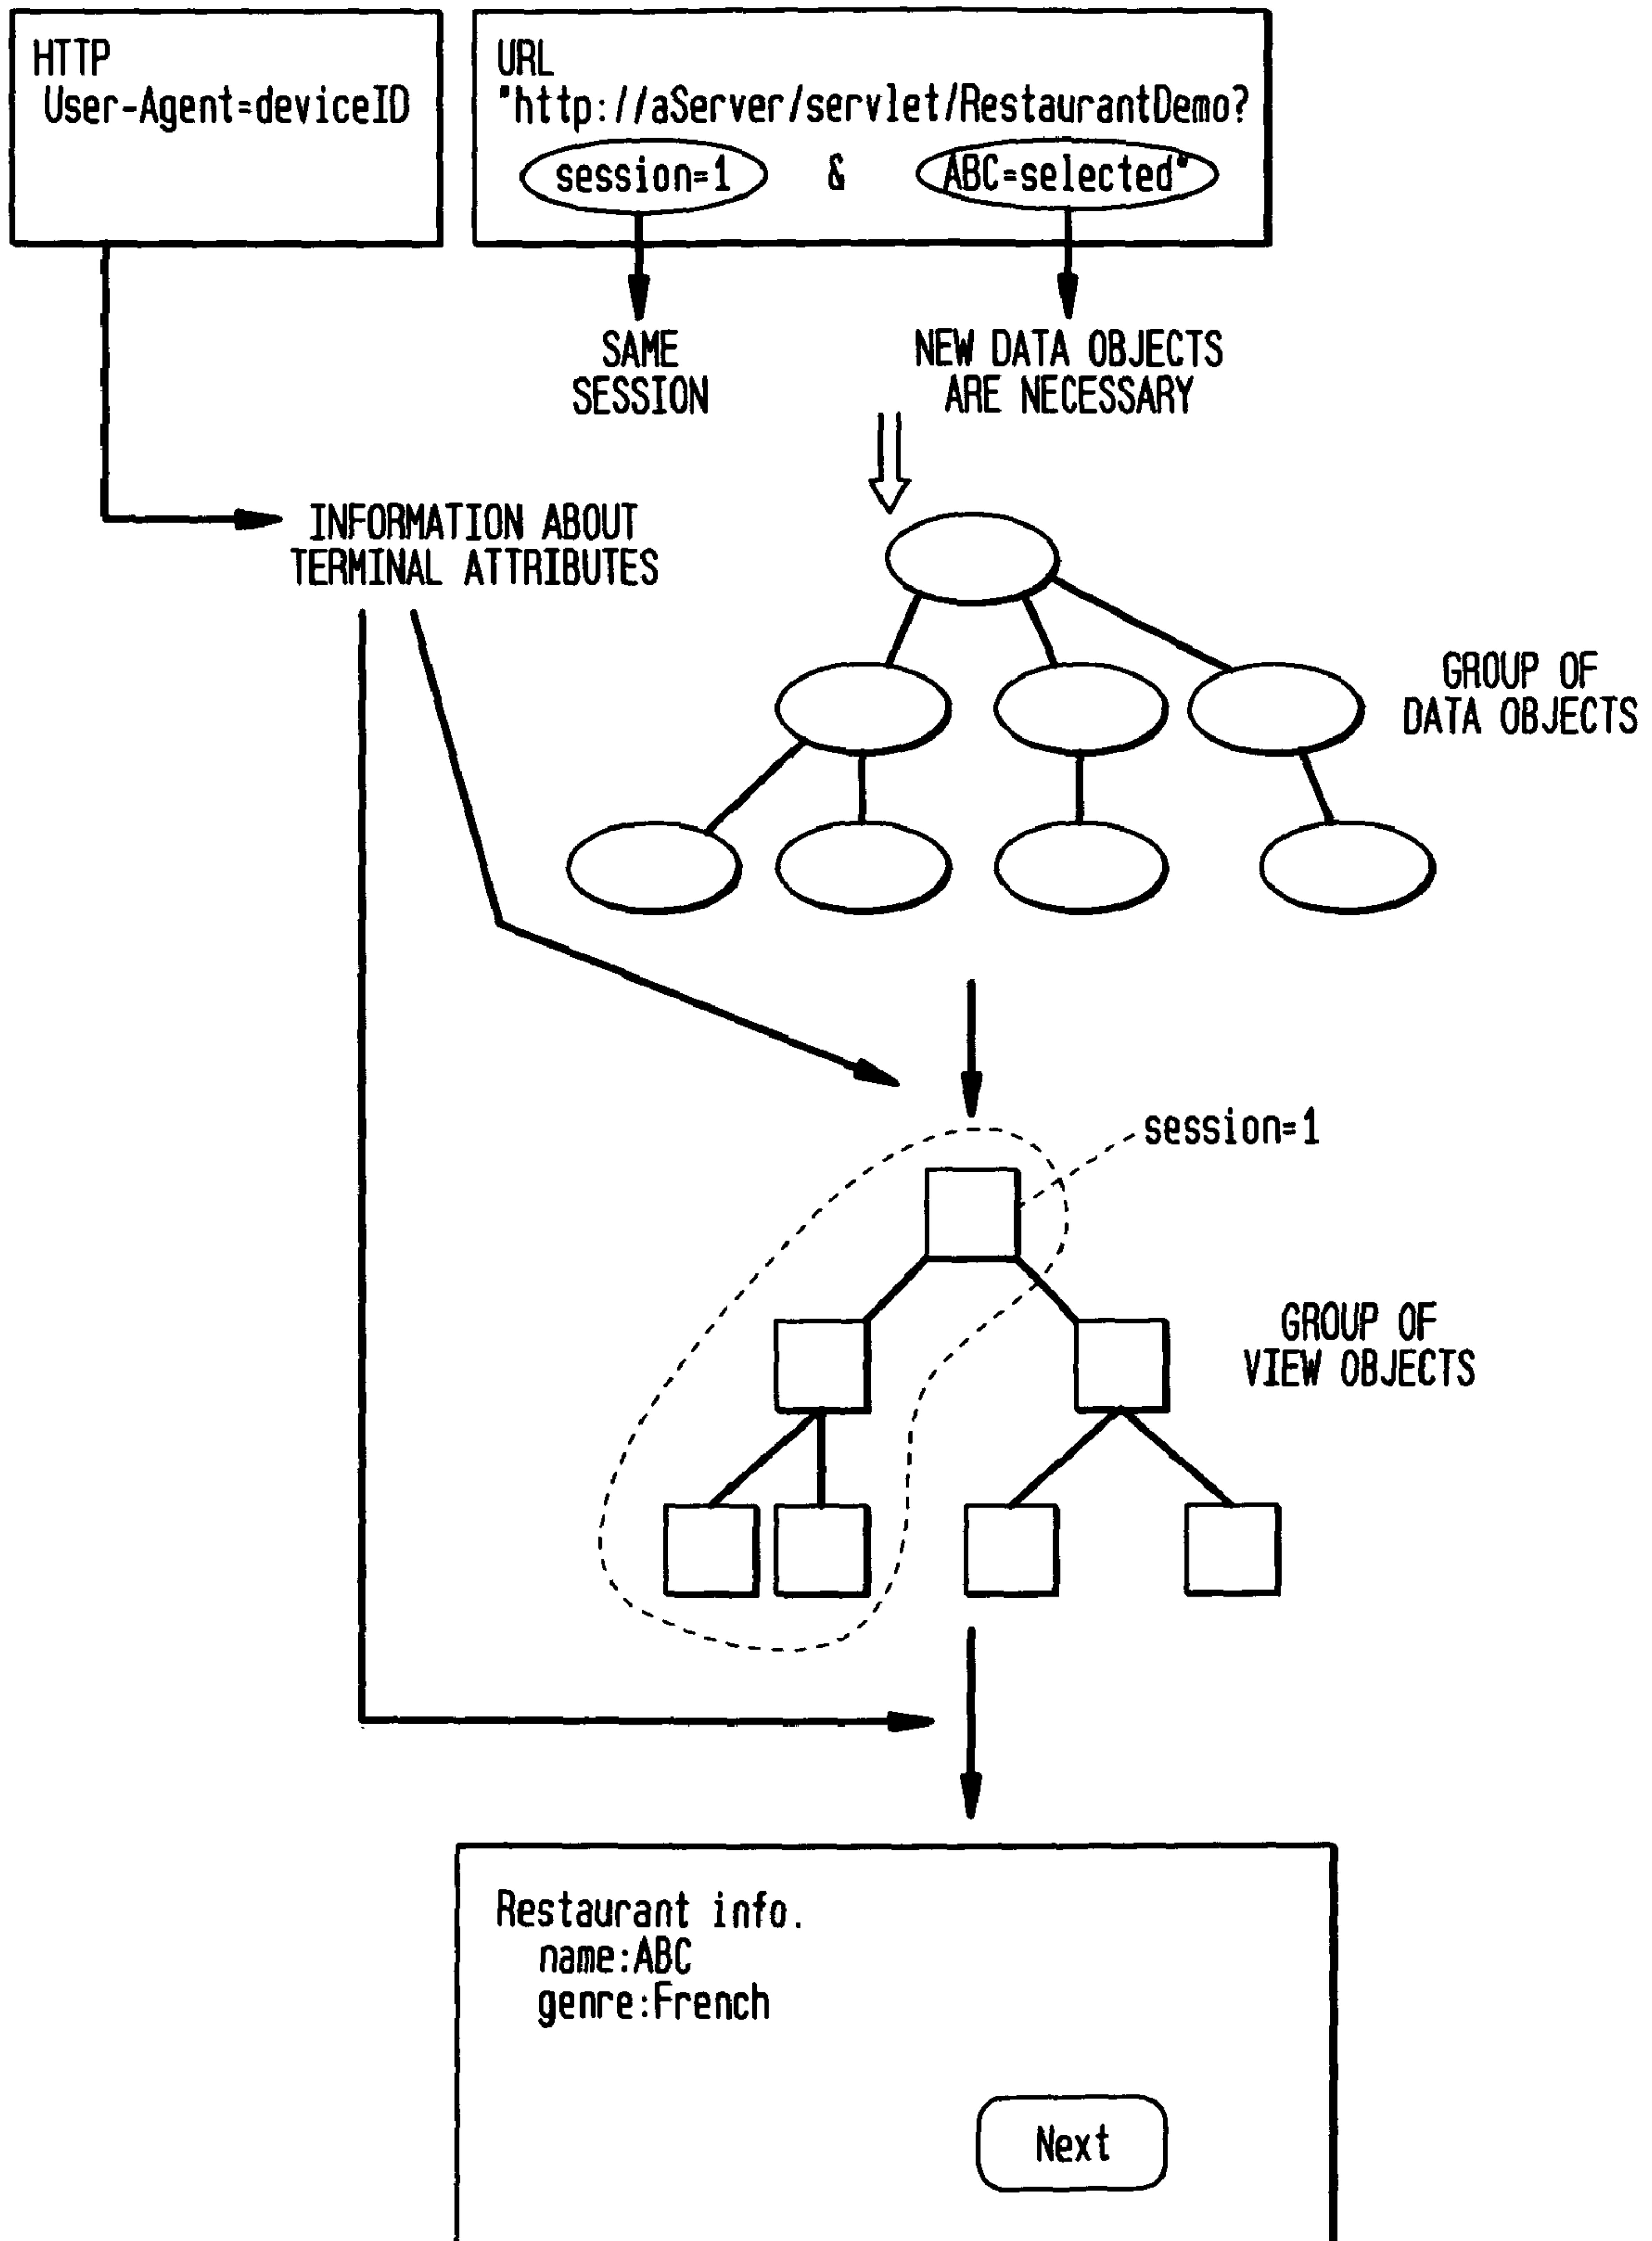 HTTP
User-Agent=deviceID
URL
"http://aServer/servlet/RestaurantDemo?
session=1 & ABC=selected"
SAME
SESSION
NEW DATA OBJECTS
ARE NECESSARY
INFORMATION ABOUT
TERMINAL ATTRIBUTES
GROUP OF
DATA OBJECTS
session=1
GROUP OF
VIEW OBJECTS
Restaurant info.
name:ABC
genre:French
Next